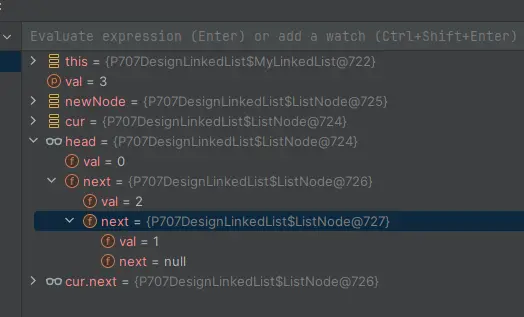 Evaluate expression (Enter) or add a watch (Ctrl+Shift+Enter)
this = {P707DesignLinkedList$MyLinkedList@722}
p val = 3
newNode = {P707DesignLinkedList$ListNode@725}
cur = {P707DesignLinkedList$ListNode@724}
head = {P707DesignLinkedList$ListNode@724}
f val = 0
f next = {P707DesignLinkedList$ListNode@726}
f val = 2
f next = {P707DesignLinkedList$ListNode@727}
f val = 1
f next = null
cur.next = {P707DesignLinkedList$ListNode@726}